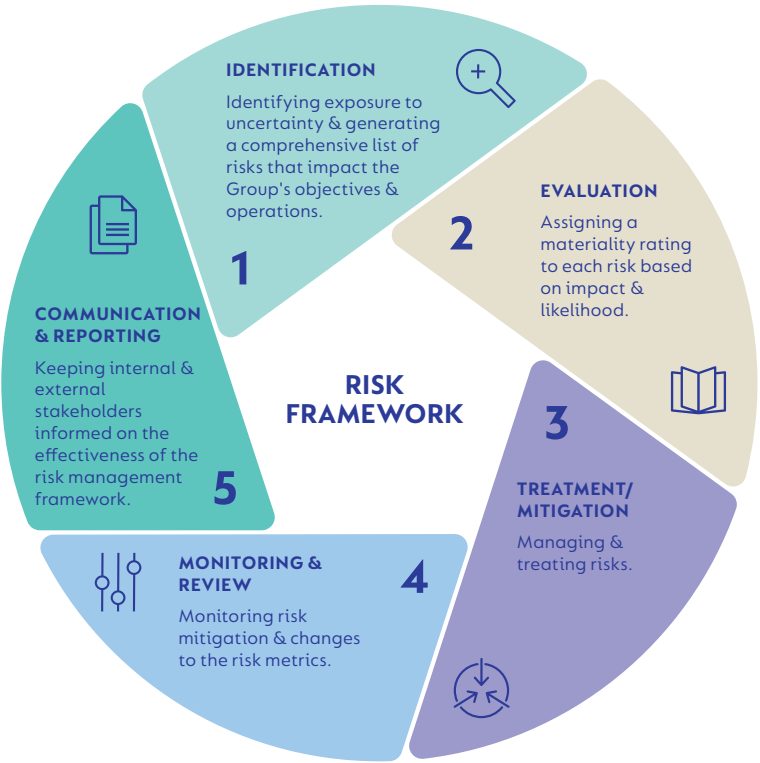 IDENTIFICATION
Identifying exposure to
uncertainty & generating
a comprehensive list of
risks that impact the
Group's objectives &
operations.
1
EVALUATION
Assigning a
materiality rating
to each risk based
on impact &
likelihood.
2
3
TREATMENT/
MITIGATION
Managing &
treating risks.
MONITORING &
REVIEW
Monitoring risk
mitigation & changes
to the risk metrics.
4
COMMUNICATION
& REPORTING
Keeping internal &
external
stakeholders
informed on the
effectiveness of the
risk management
framework.
5
RISK
FRAMEWORK